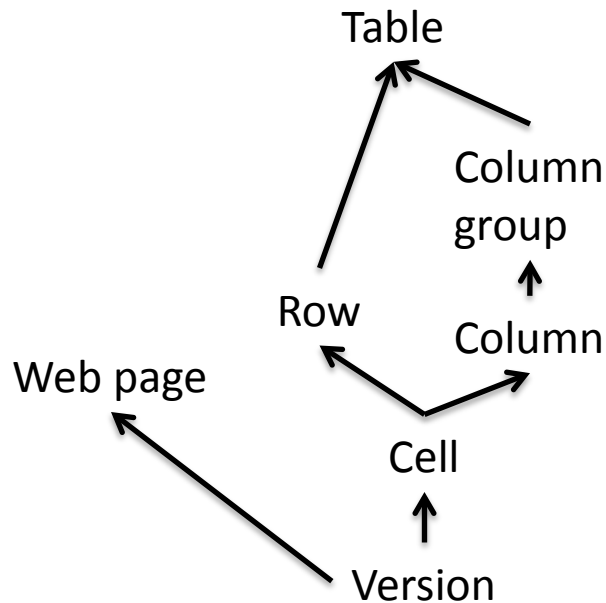 Table
Column
group
Row
Column
Web page
Cell
Version